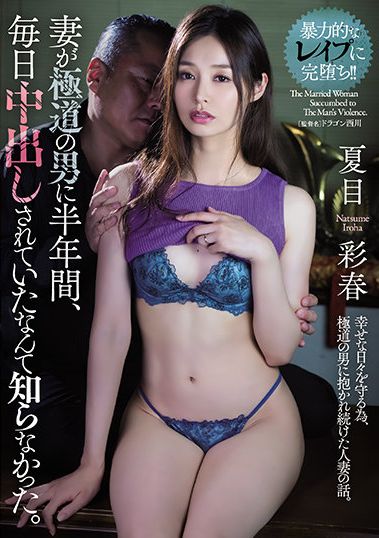 暴力的な
レイプに
完堕ち!!
The Married Woman
Succumbed to
The Man's Violence.
[監督名]ドラゴン西川
夏目
彩春
Natsume
Iroha
妻が極道の男に半年間、
毎日中出しされていたなんて知らなかった。
幸せな日々を守る為、
極道の男に抱かれ続けた人妻の話。